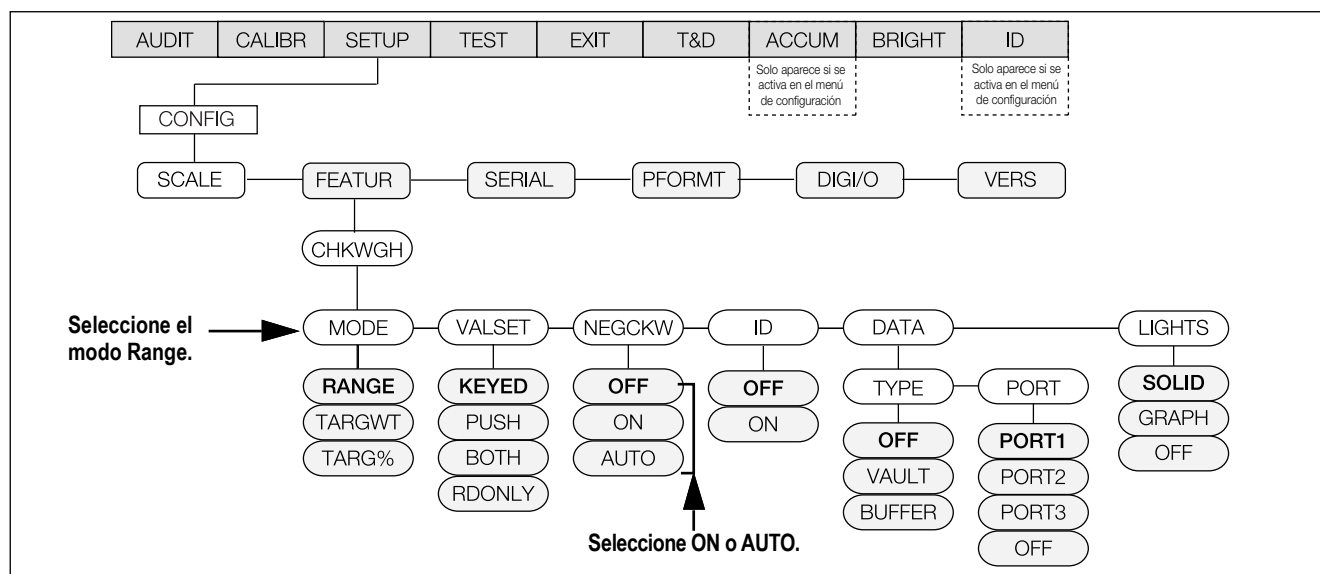 AUDIT CALIBR SETUP TEST EXIT T&D ACCUM BRIGHT ID
Solo aparece si se
activa en el menú
de configuración
Solo aparece si se
activa en el menú
de configuración
CONFIG
SCALE FEATUR SERIAL PFORMT DIGI/O VERS
CHKWGH
Seleccione el
modo Range.
MODE VALSET NEGCKW ID DATA LIGHTS
RANGE KEYED OFF OFF TYPE PORT SOLID
TARGWT PUSH ON ON OFF PORT1 GRAPH
TARG% BOTH AUTO VAULT PORT2 OFF
RDONLY BUFFER PORT3
Seleccione ON o AUTO.
OFF